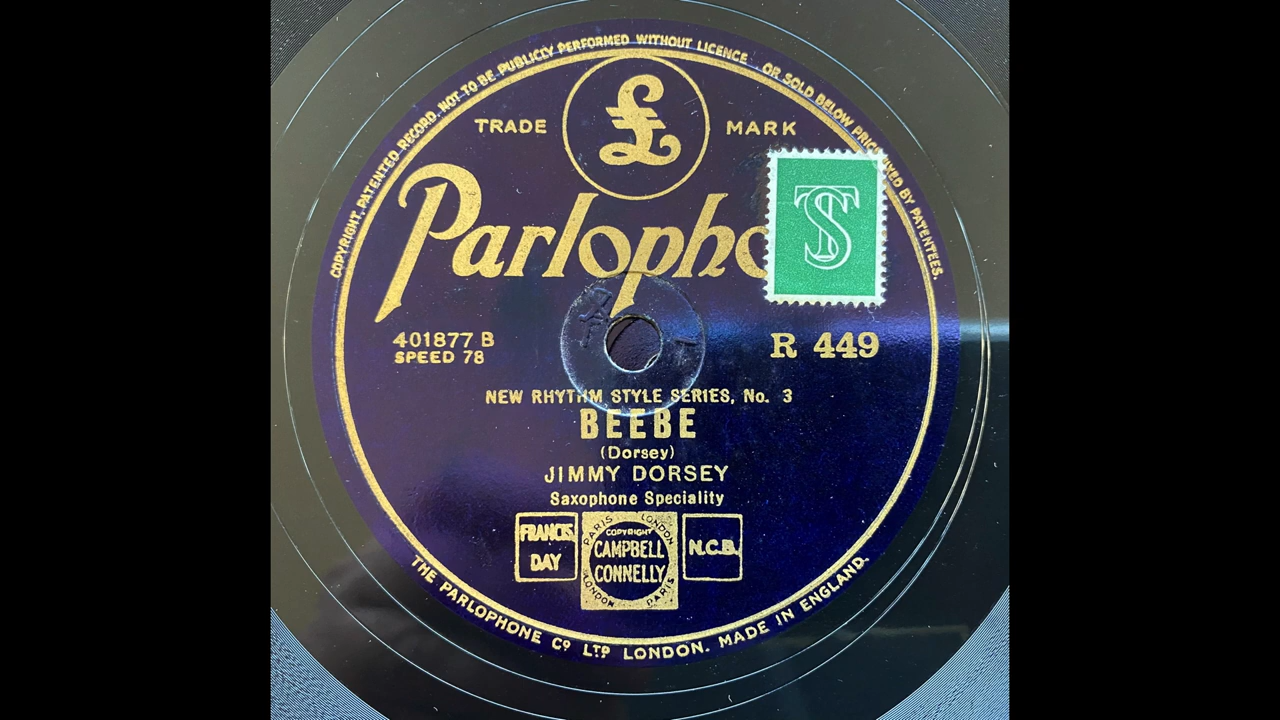 COPYRIGHT. PATENTED RECORD. NOT TO BE PUBLICLY PERFORMED WITHOUT LICENCE OR SOLD BELOW PRICE FIXED BY PATENTEES.
£
TRADE MARK
Parlopho
TS
401877 B
SPEED 78
R 449
NEW RHYTHM STYLE SERIES, No. 3
BEEBE
(Dorsey)
JIMMY DORSEY
Saxophone Speciality
FRANCIS
DAY
PARIS LONDON
COPYRIGHT
CAMPBELL
CONNELLY
LONDON PARIS
N.C.B.
THE PARLOPHONE Cº LTD LONDON. MADE IN ENGLAND.